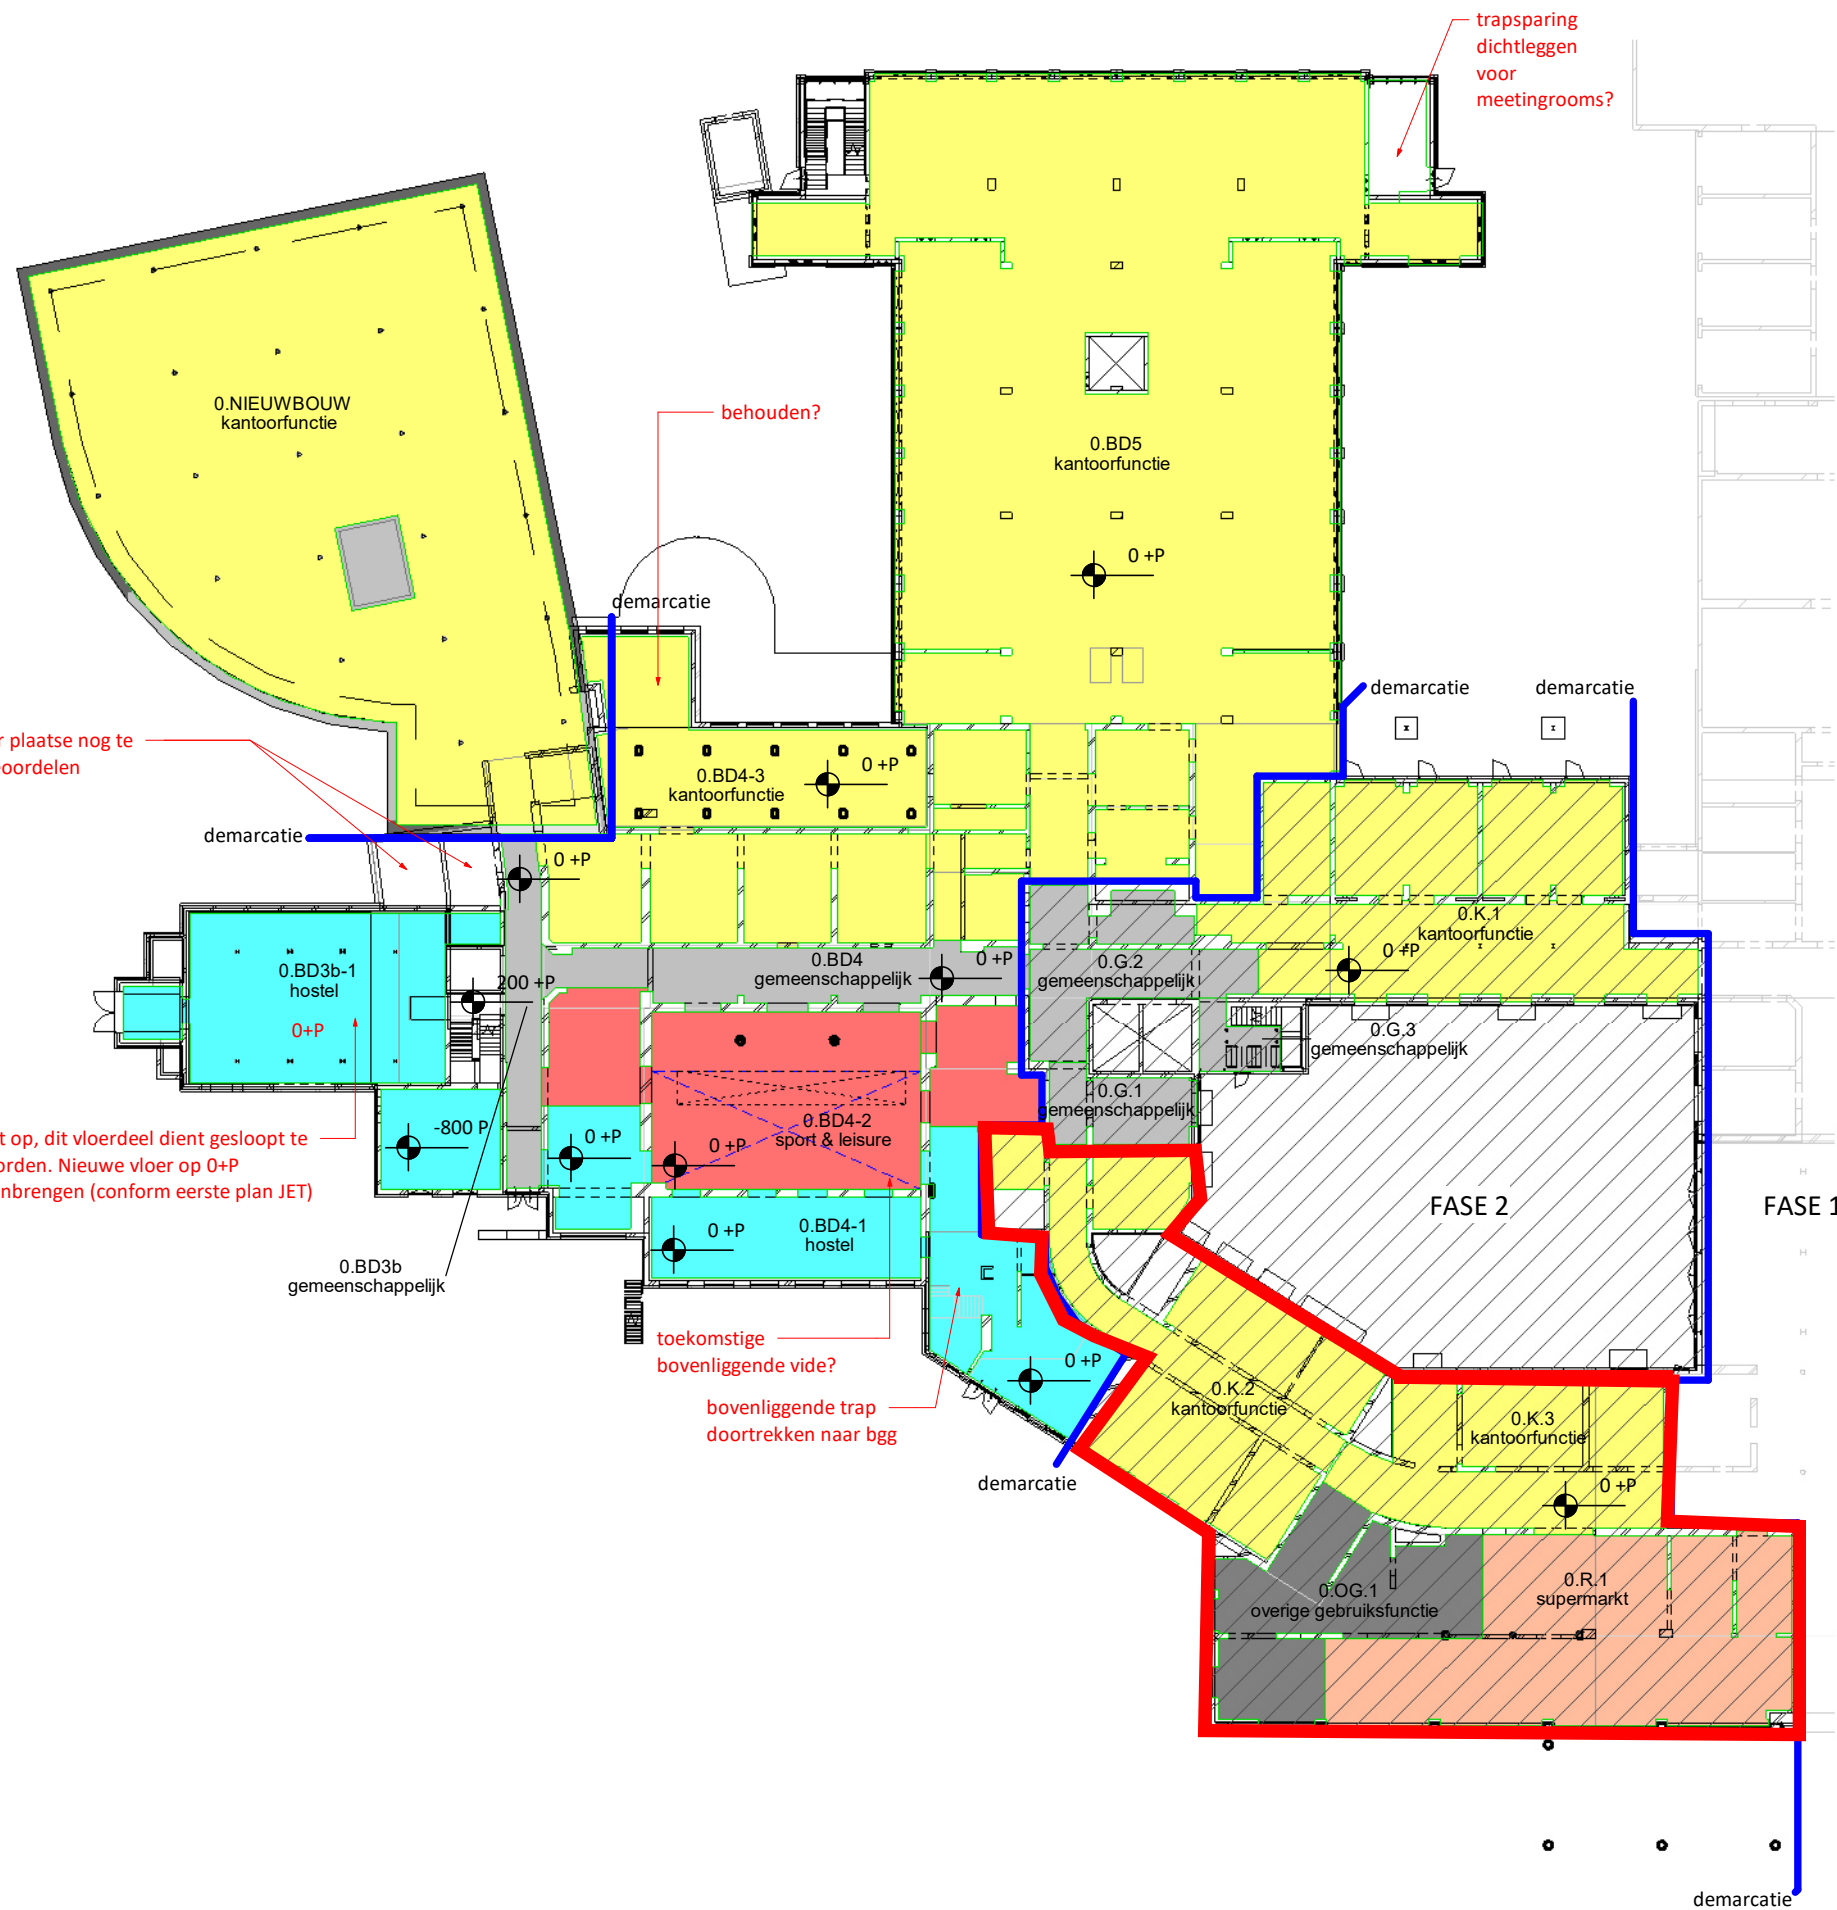 trapsparing
dichtleggen
voor
meetingrooms?
0.NIEUWBOUW
kantoorfunctie
behouden?
0.BD5
kantoorfunctie
0 +P
demarcatie
demarcatie
demarcatie
plaatse nog te
0.BD4-3
kantoorfunctie
0 +P
demarcatie
0 +P
0.K.1
kantoorfunctie
0 +P
0.BD4
gemeenschappelijk
0 +P
0.G.2
gemeenschappelijk
0.BD3b-1
hostel
0+P
200 +P
0.G.3
gemeenschappelijk
0.G.1
gemeenschappelijk
-800 P
0 +P
0.BD4-2
sport & leisure
0 +P
op, dit vloerdeel dient gesloopt te
Nieuwe vloer op 0+P
(conform eerste plan JET)
FASE 2
FASE 1
0.BD4-1
hostel
0 +P
0.BD3b
gemeenschappelijk
toekomstige
bovenliggende vide?
0 +P
bovenliggende trap
doortrekken naar bgg
0.K.2
kantoorfunctie
0.K.3
kantoorfunctie
0 +P
demarcatie
0.OG.1
overige gebruiksfunctie
0.R.1
supermarkt
demarcatie